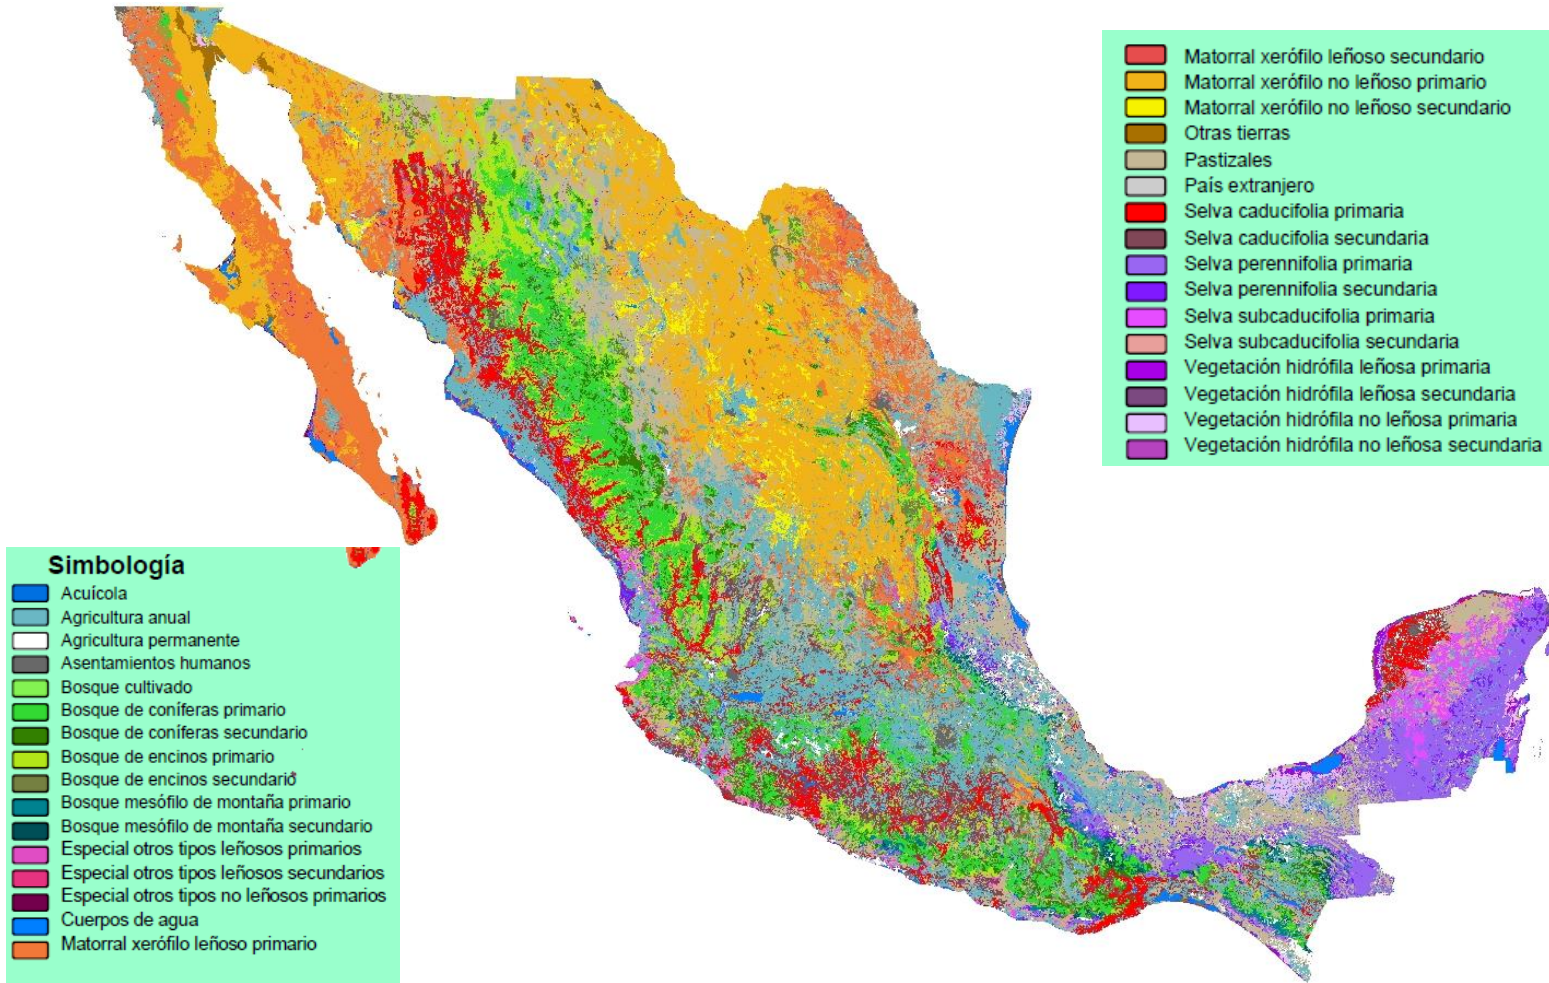 Matorral xerófilo leñoso secundario
Matorral xerófilo no leñoso primario
Matorral xerófilo no leñoso secundario
Otras tierras
Pastizales
País extranjero
Selva caducifolia primaria
Selva caducifolia secundaria
Selva perennifolia primaria
Selva perennifolia secundaria
Selva subcaducifolia primaria
Selva subcaducifolia secundaria
Vegetación hidrófila leñosa primaria
Vegetación hidrófila leñosa secundaria
Vegetación hidrófila no leñosa primaria
Vegetación hidrófila no leñosa secundaria
Simbología
Acuícola
Agricultura anual
Agricultura permanente
Asentamientos humanos
Bosque cultivado
Bosque de coníferas primario
Bosque de coníferas secundario
Bosque de encinos primario
Bosque de encinos secundario
Bosque mesófilo de montaña primario
Bosque mesófilo de montaña secundario
Especial otros tipos leñosos primarios
Especial otros tipos leñosos secundarios
Especial otros tipos no leñosos primarios
Cuerpos de agua
Matorral xerófilo leñoso primario